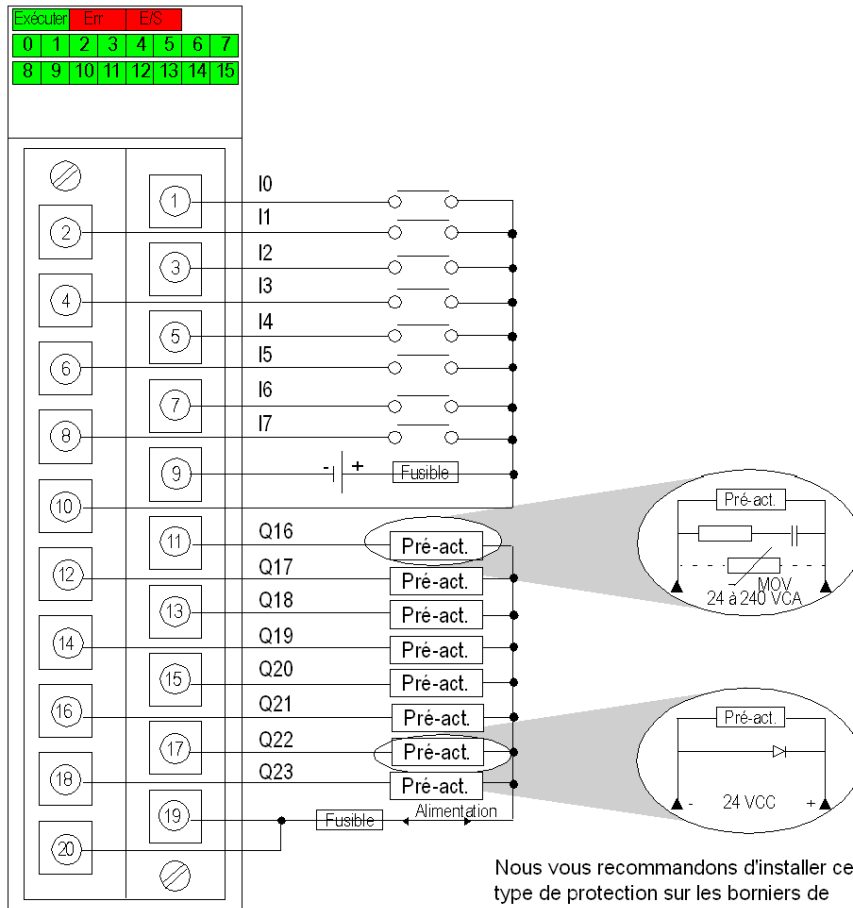 Exécuter Err E/S
0 1 2 3 4 5 6 7
8 9 10 11 12 13 14 15
1 I0
2 I1
3 I2
4 I3
5 I4
6 I5
7 I6
8 I7
9 - + Fusible
10
11 Q16 Pré-act.
12 Q17 Pré-act.
13 Q18 Pré-act.
14 Q19 Pré-act.
15 Q20 Pré-act.
16 Q21 Pré-act.
17 Q22 Pré-act.
18 Q23 Pré-act.
19 Fusible Alimentation
20
Pré-act.
MOV
24 à 240 VCA
Pré-act.
- 24 VCC +
Nous vous recommandons d'installer ce
type de protection sur les borniers de